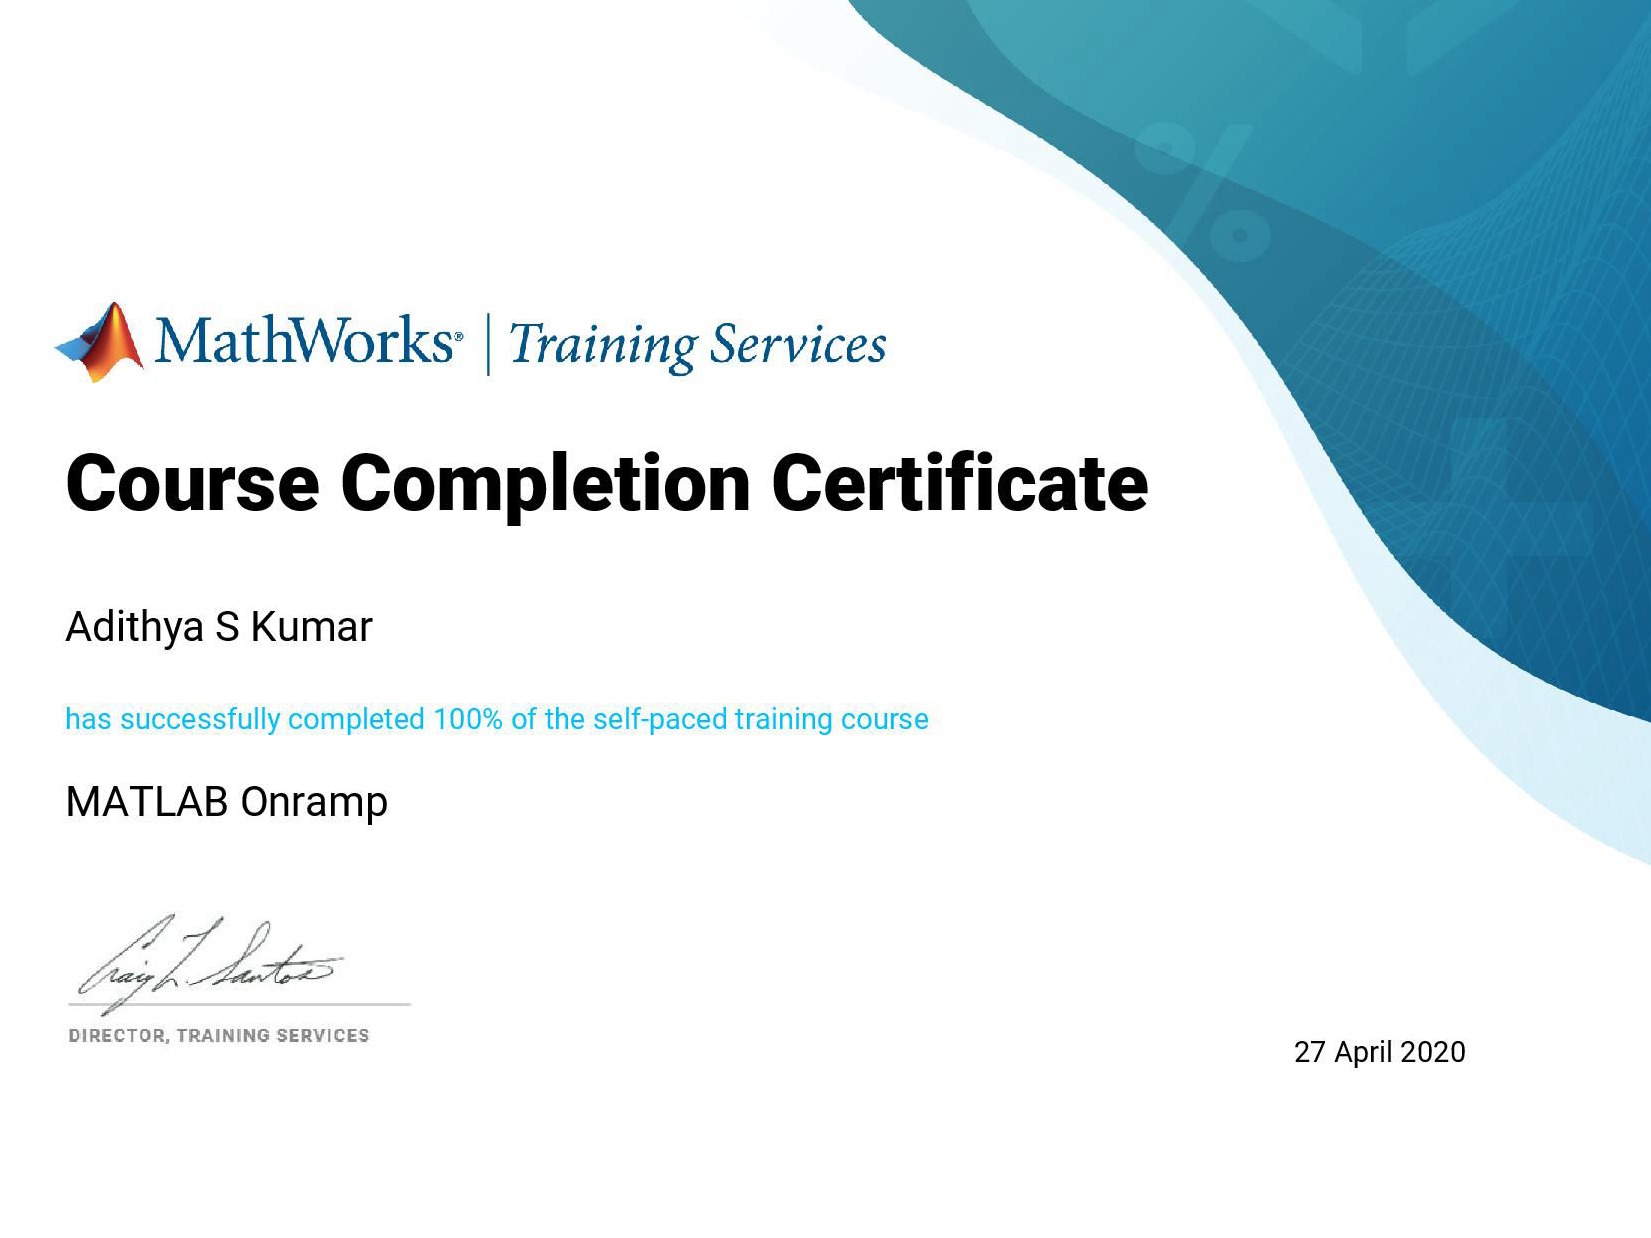 MathWorks® | Training Services
Course Completion Certificate
Adithya S Kumar
has successfully completed 100% of the self-paced training course
MATLAB Onramp
Craig L. Santos
DIRECTOR, TRAINING SERVICES
27 April 2020